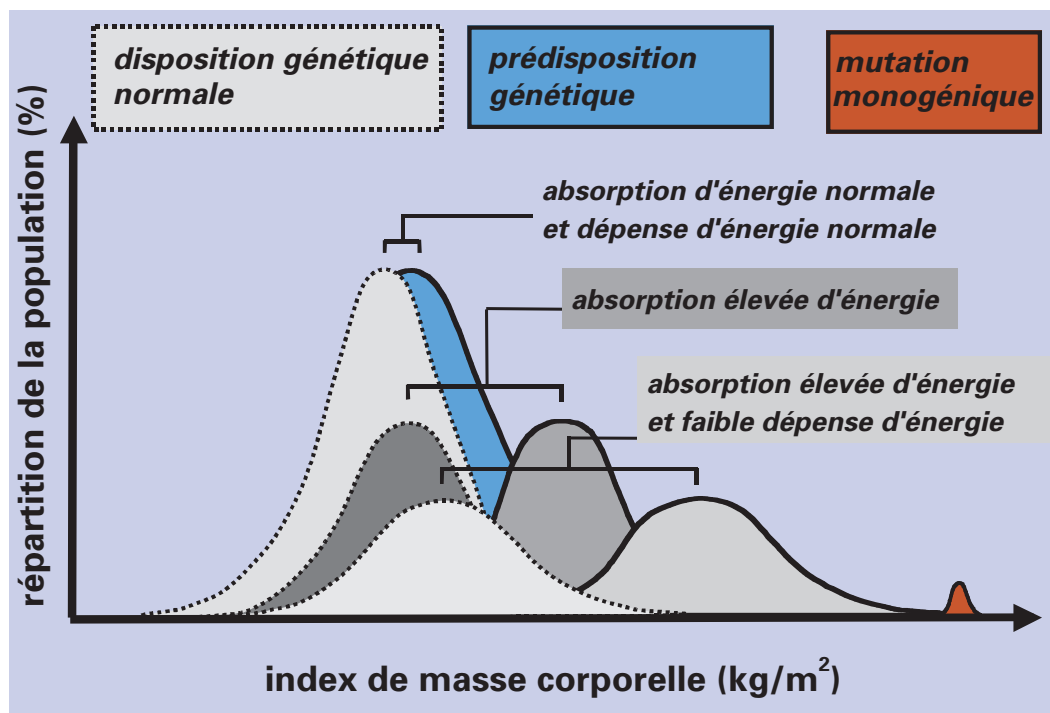 disposition génétique
normale
prédisposition
génétique
mutation
monogénique
répartition de la population (%)
absorption d'énergie normale
et dépense d'énergie normale
absorption élevée d'énergie
absorption élevée d'énergie
et faible dépense d'énergie
index de masse corporelle (kg/m²)